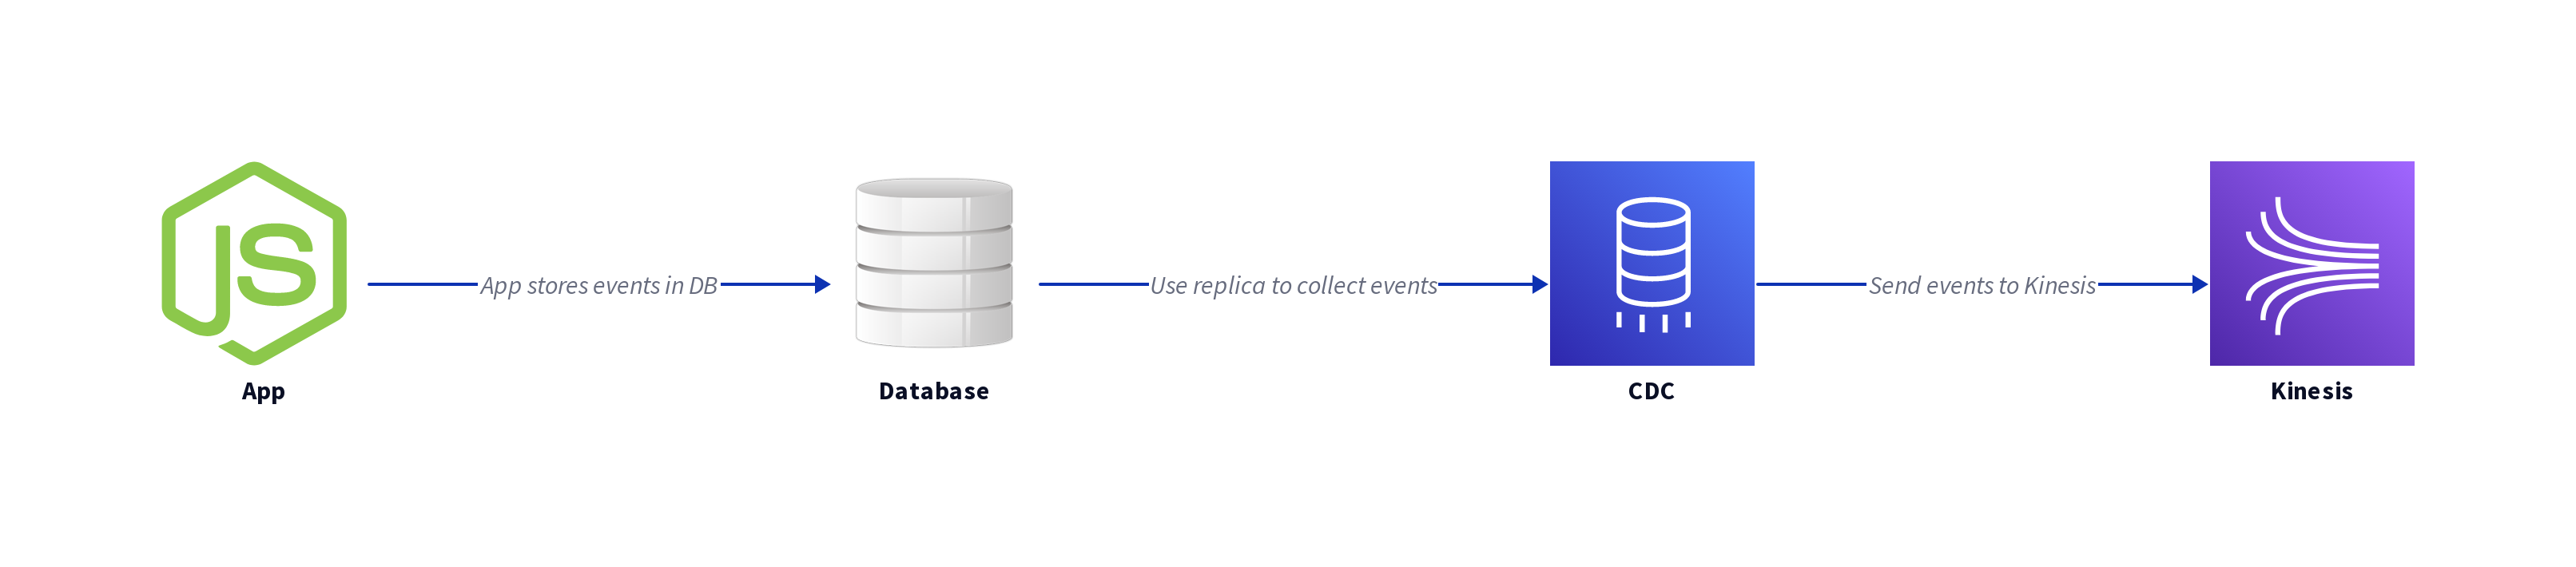 JS
App stores events in DB
Use replica to collect events
Send events to Kinesis
App
Database
CDC
Kinesis